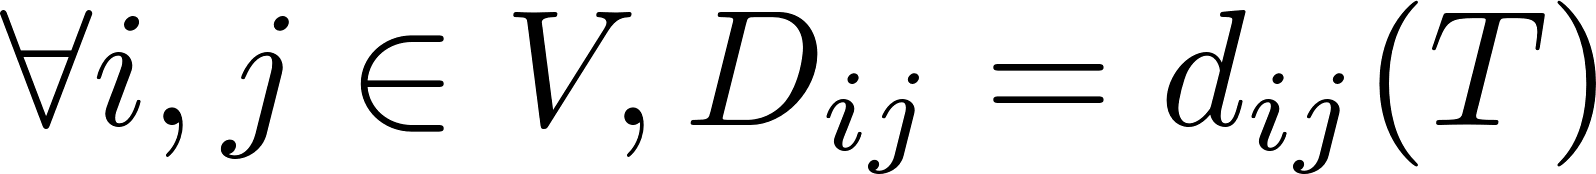 ∀i, j ∈ V, D_{ij} = d_{ij}(T)